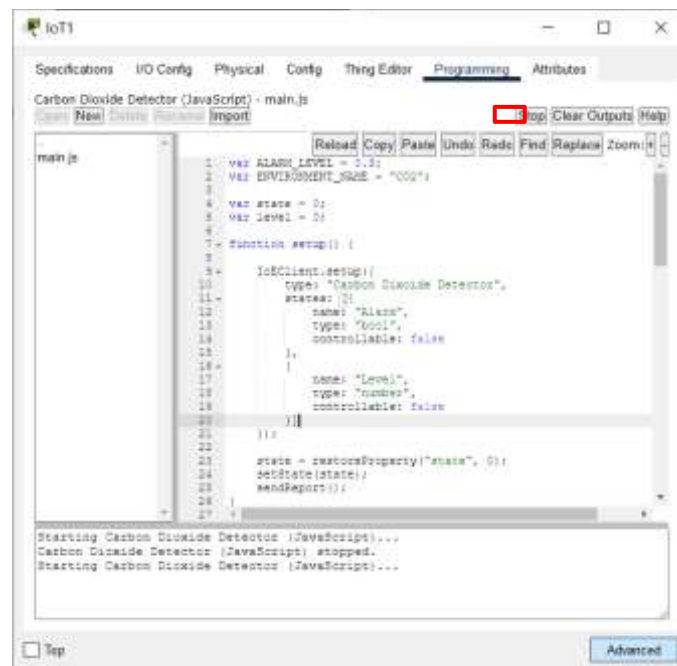 IoT1
Specifications I/O Config Physical Config Thing Editor Programming Attributes
Carbon Dioxide Detector (JavaScript) - main.js
Open New Delete Rename Import Stop Clear Outputs Help
Reload Copy Paste Undo Redo Find Replace Zoom: + -
..
main.js
1 var ALARM_LEVEL = 0.5;
2 var ENVIRONMENT_NAME = "CO2";
3
4 var state = 0;
5 var level = 0;
6
7 function setup() {
8
9 IoEClient.setup({
10 type: "Carbon Dioxide Detector",
11 states: [{
12 name: "Alarm",
13 type: "bool",
14 controllable: false
15 },
16 {
17 name: "Level",
18 type: "number",
19 controllable: false
20 }]
21 });
22
23 state = restoreProperty("state", 0);
24 setState(state);
25 sendReport();
26 }
27
Starting Carbon Dioxide Detector (JavaScript)...
Carbon Dioxide Detector (JavaScript) stopped.
Starting Carbon Dioxide Detector (JavaScript)...
Top Advanced